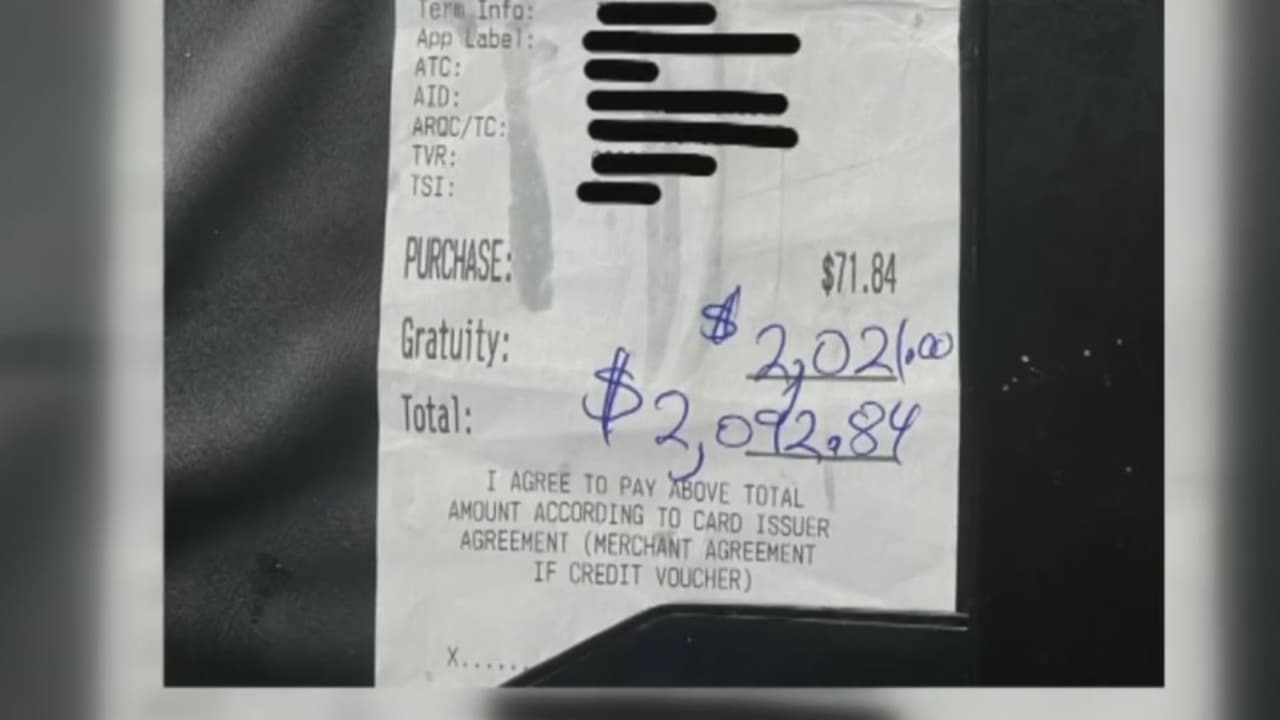 Term Info:
App Label:
ATC:
AID:
ARQC/TC:
TVR:
TSI:
PURCHASE: $71.84
Gratuity: $ 2,021.00
Total: $ 2,092.84
I AGREE TO PAY ABOVE TOTAL
AMOUNT ACCORDING TO CARD ISSUER
AGREEMENT (MERCHANT AGREEMENT
IF CREDIT VOUCHER)
X......